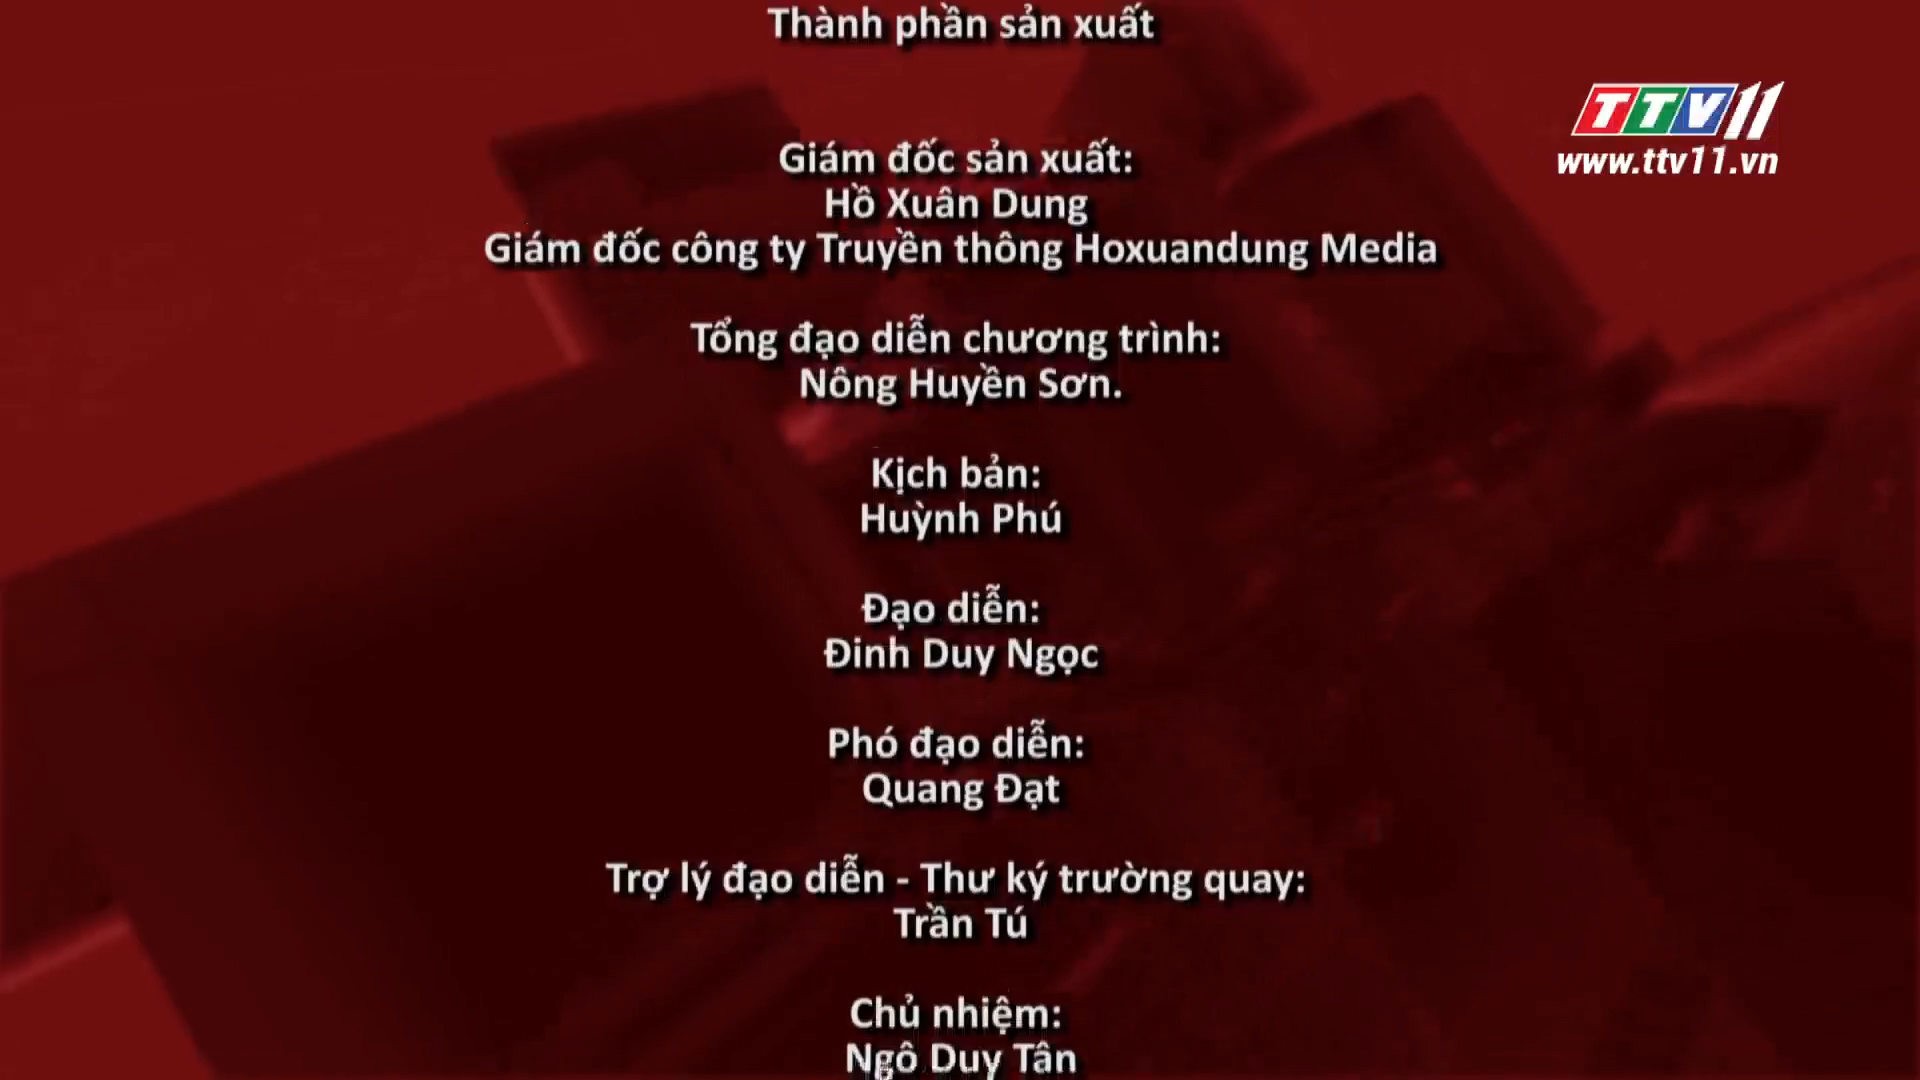 Thành phần sản xuất
TTV11
www.ttv11.vn
Giám đốc sản xuất:
Hồ Xuân Dung
Giám đốc công ty Truyền thông Hoxuandung Media
Tổng đạo diễn chương trình:
Nông Huyền Sơn.
Kịch bản:
Huỳnh Phú
Đạo diễn:
Đinh Duy Ngọc
Phó đạo diễn:
Quang Đạt
Trợ lý đạo diễn - Thư ký trường quay:
Trần Tú
Chủ nhiệm:
Ngô Duy Tân